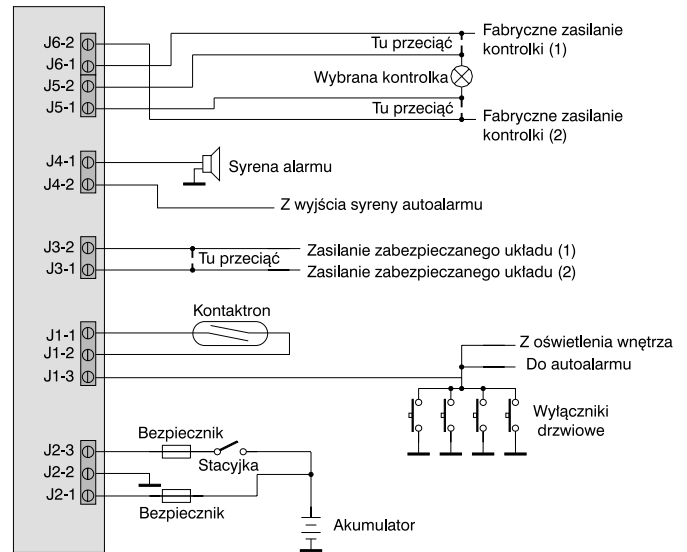 J6-2
J6-1
J5-2
J5-1
Tu przeciąć
Fabryczne zasilanie
kontrolki (1)
Wybrana kontrolka
Tu przeciąć
Fabryczne zasilanie
kontrolki (2)
J4-1
J4-2
Syrena alarmu
Z wyjścia syreny autoalarmu
J3-2
J3-1
Tu przeciąć
Zasilanie zabezpieczanego układu (1)
Zasilanie zabezpieczanego układu (2)
Kontaktron
J1-1
J1-2
J1-3
Z oświetlenia wnętrza
Do autoalarmu
Wyłączniki
drzwiowe
J2-3
J2-2
J2-1
Bezpiecznik
Stacyjka
Bezpiecznik
Akumulator